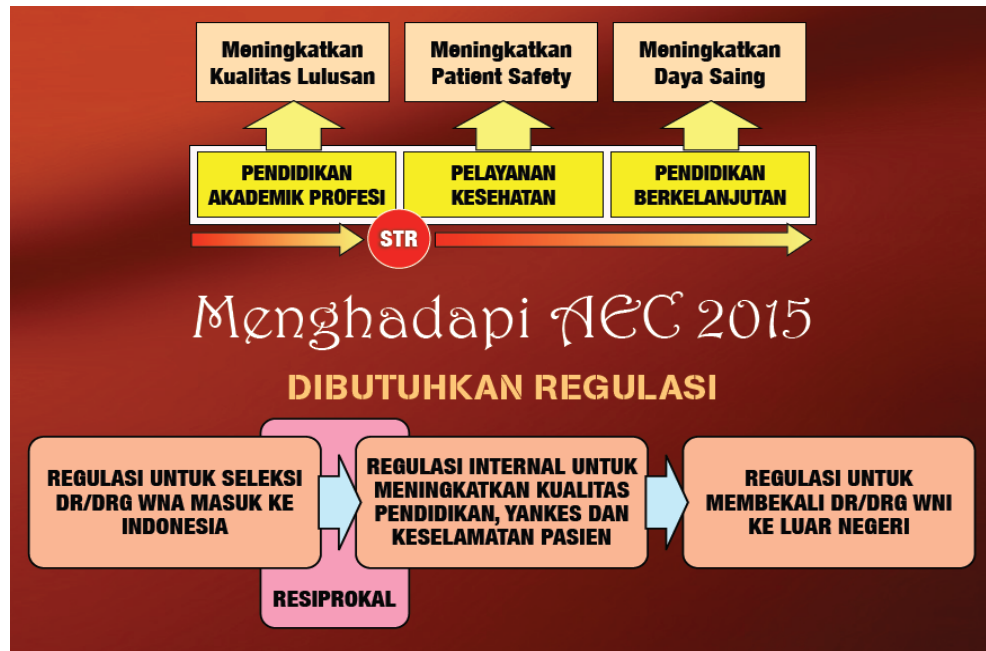 Meningkatkan
Kualitas Lulusan
Meningkatkan
Patient Safety
Meningkatkan
Daya Saing
PENDIDIKAN
AKADEMIK PROFESI
PELAYANAN
KESEHATAN
PENDIDIKAN
BERKELANJUTAN
STR
Menghadapi AEC 2015
DIBUTUHKAN REGULASI
REGULASI UNTUK SELEKSI
DR/DRG WNA MASUK KE
INDONESIA
REGULASI INTERNAL UNTUK
MENINGKATKAN KUALITAS
PENDIDIKAN, YANKES DAN
KESELAMATAN PASIEN
REGULASI UNTUK
MEMBEKALI DR/DRG WNI
KE LUAR NEGERI
RESIPROKAL